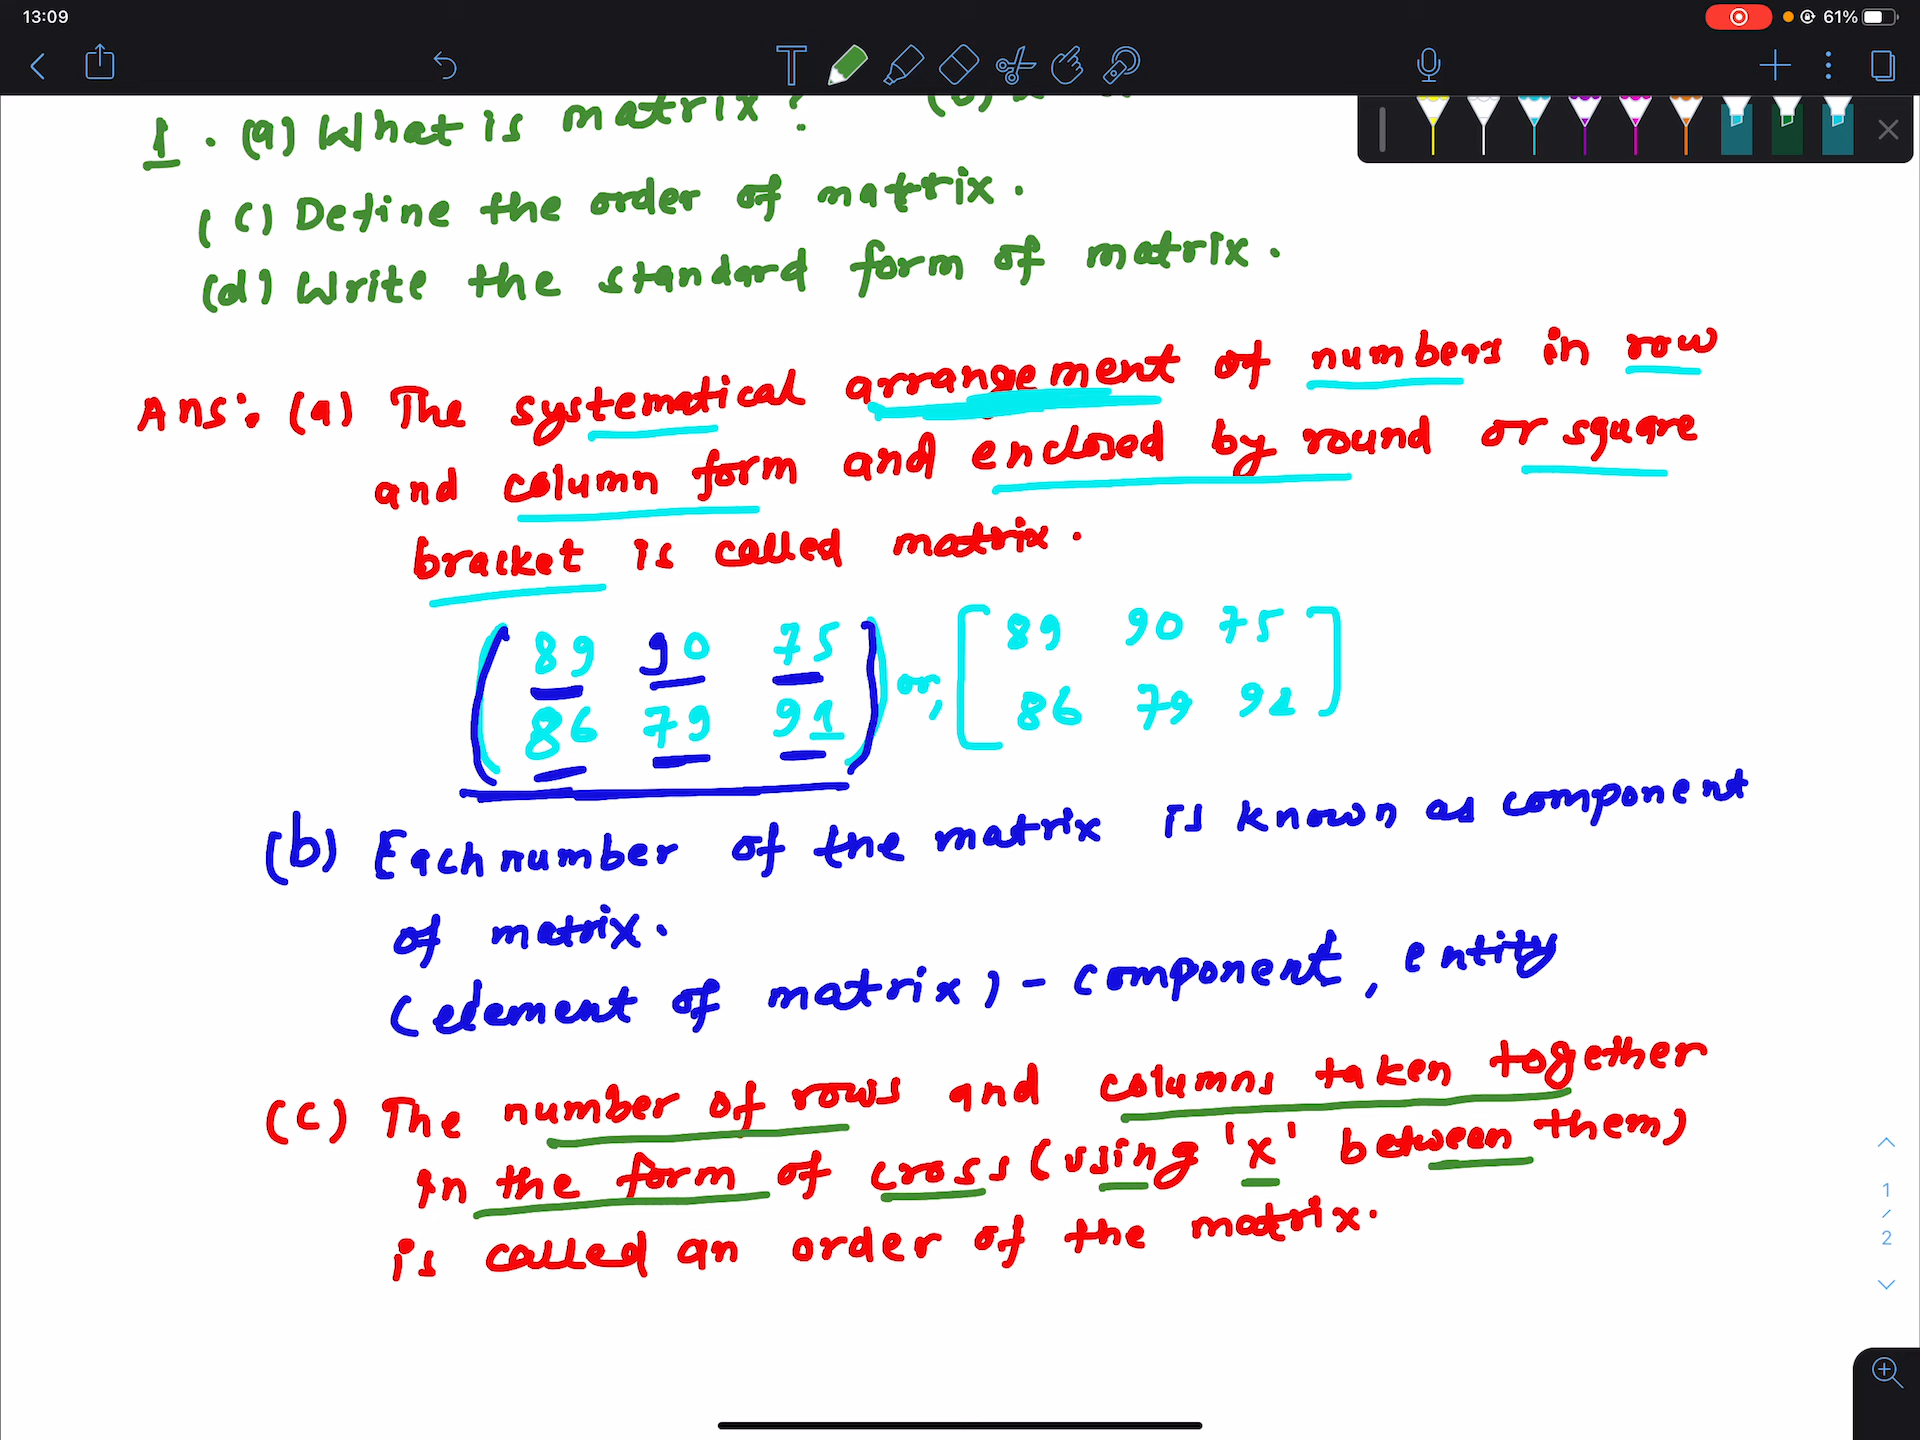 13:09
61%
1. (a) What is matrix?
(c) Define the order of matrix.
(d) Write the standard form of matrix.
Ans: (a) The systematical arrangement of numbers in row
and column form and enclosed by round or square
bracket is called matrix.
( 89 90 75 ) or, [ 89 90 75 ]
( 86 79 91 ) [ 86 79 92 ]
(b) Each number of the matrix is known as component
of matrix.
(element of matrix) - component, entity
(c) The number of rows and columns taken together
in the form of cross (using 'x' between them)
is called an order of the matrix.
1
2